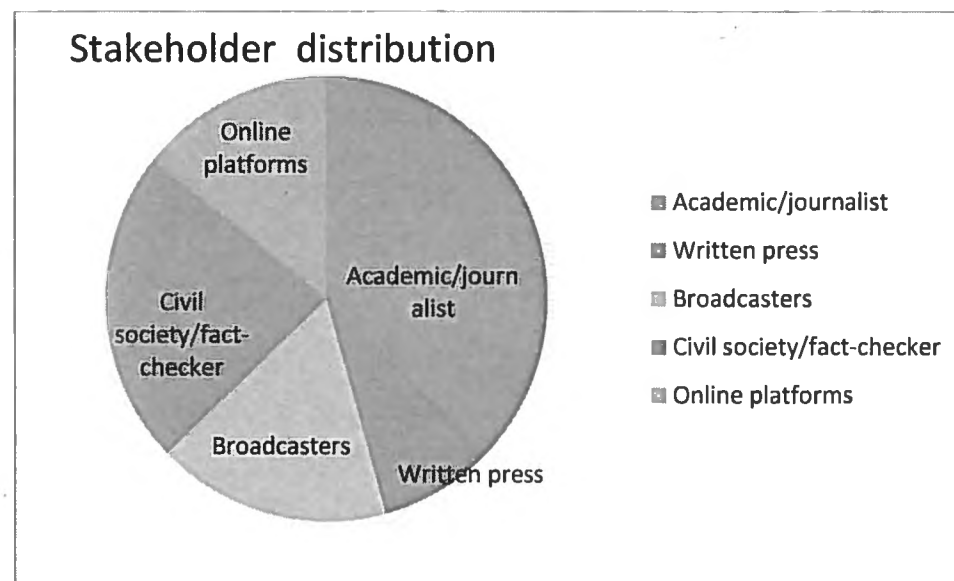 Stakeholder distribution
Online
platforms
Academic/journ
alist
Civil
society/fact-
checker
Broadcasters
Written press
Academic/journalist
Written press
Broadcasters
Civil society/fact-checker
Online platforms